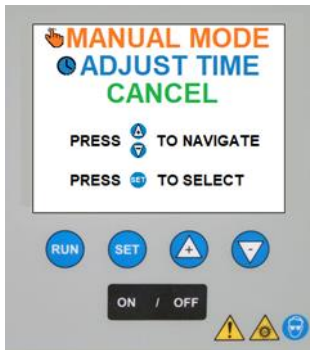 MANUAL MODE
ADJUST TIME
CANCEL
PRESS TO NAVIGATE
PRESS SET TO SELECT
RUN SET + -
ON / OFF